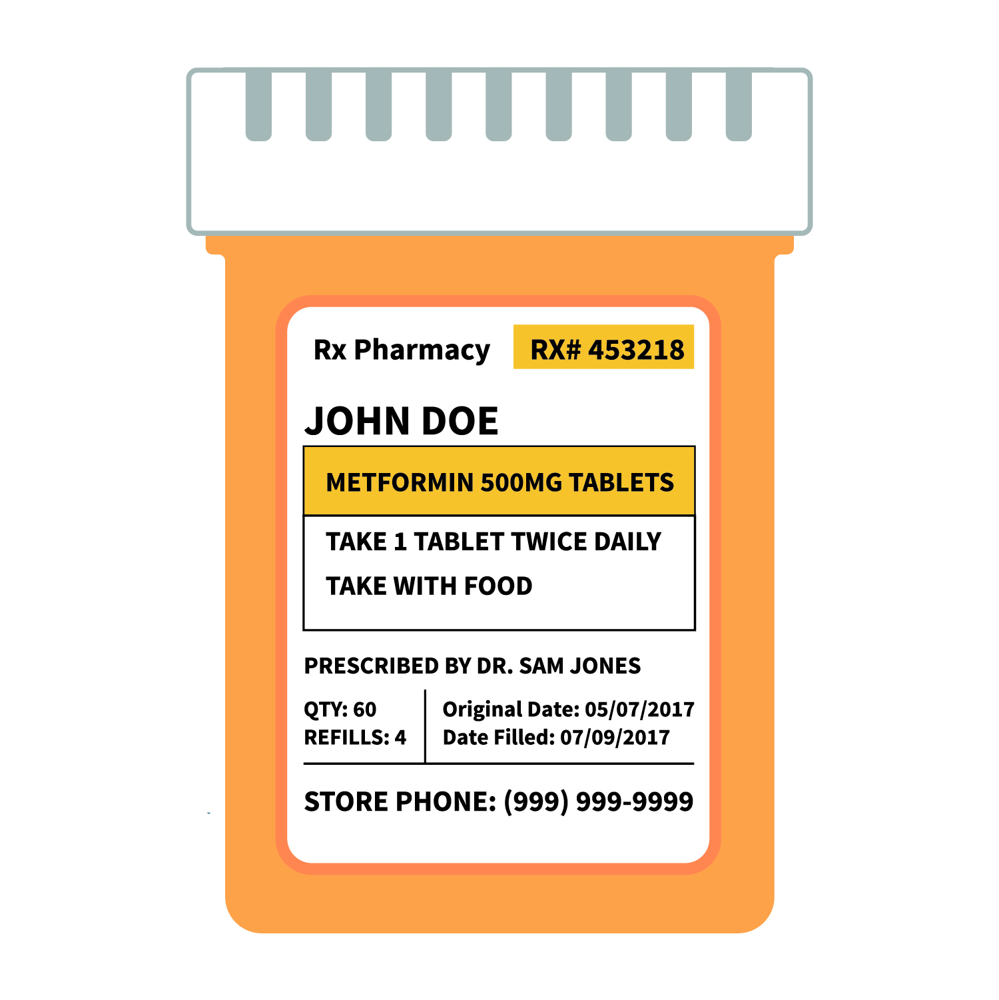 Rx Pharmacy RX# 453218
JOHN DOE
METFORMIN 500MG TABLETS
TAKE 1 TABLET TWICE DAILY
TAKE WITH FOOD
PRESCRIBED BY DR. SAM JONES
QTY: 60
REFILLS: 4
Original Date: 05/07/2017
Date Filled: 07/09/2017
STORE PHONE: (999) 999-9999